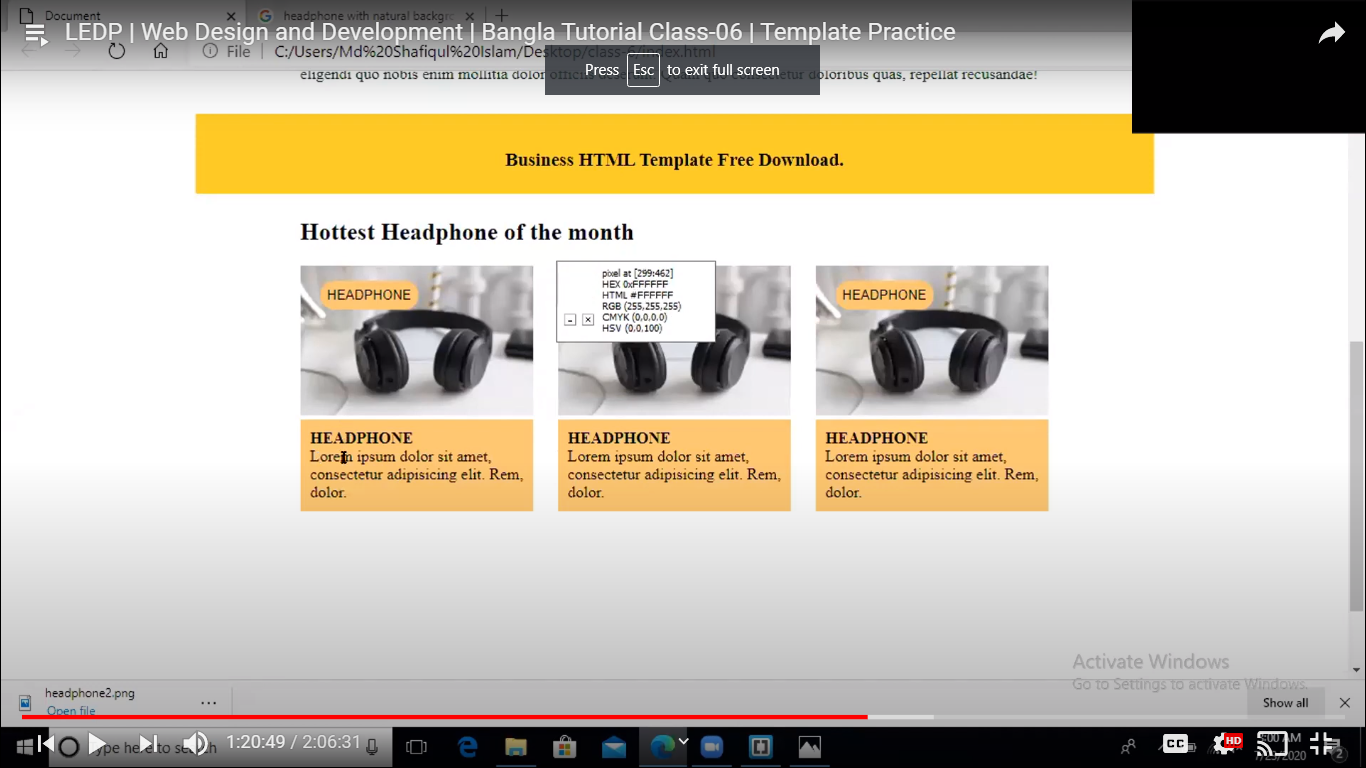 Document
headphone with natural backgr
LEDP | Web Design and Development | Bangla Tutorial Class-06 | Template Practice
File
C:/Users/Md%20Shafiqul%20Islam/Desktop/class-6/index.html
Press Esc to exit full screen
eligendi quo nobis enim mollitia dolor
doloribus quas, repellat recusandae!
Business HTML Template Free Download.
Hottest Headphone of the month
HEADPHONE
pixel at [299:462]
HEX 0xFFFFFF
HTML #FFFFFF
RGB (255,255,255)
CMYK (0,0,0,0)
HSV (0,0,100)
HEADPHONE
HEADPHONE
Lorem ipsum dolor sit amet,
consectetur adipisicing elit. Rem,
dolor.
HEADPHONE
Lorem ipsum dolor sit amet,
consectetur adipisicing elit. Rem,
dolor.
HEADPHONE
Lorem ipsum dolor sit amet,
consectetur adipisicing elit. Rem,
dolor.
Activate Windows
Go to Settings to activate Windows.
headphone2.png
Open file
Show all
Type here to search
1:20:49 / 2:06:31
CC
HD
:00 AM
7/23/2020
2